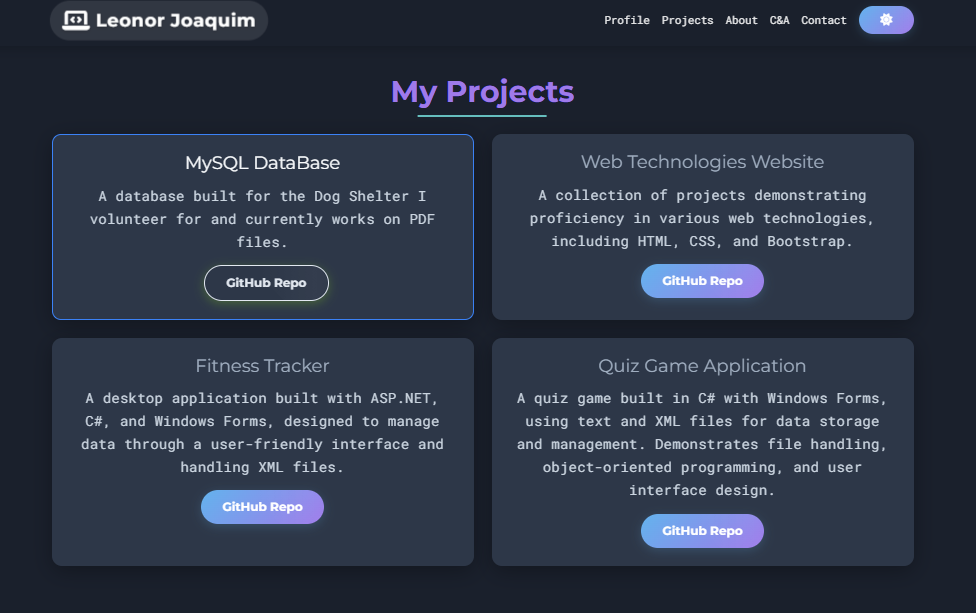 Leonor Joaquim
Profile Projects About C&A Contact
My Projects
MySQL DataBase
A database built for the Dog Shelter I
volunteer for and currently works on PDF
files.
GitHub Repo
Web Technologies Website
A collection of projects demonstrating
proficiency in various web technologies,
including HTML, CSS, and Bootstrap.
GitHub Repo
Fitness Tracker
A desktop application built with ASP.NET,
C#, and Windows Forms, designed to manage
data through a user-friendly interface and
handling XML files.
GitHub Repo
Quiz Game Application
A quiz game built in C# with Windows Forms,
using text and XML files for data storage
and management. Demonstrates file handling,
object-oriented programming, and user
interface design.
GitHub Repo